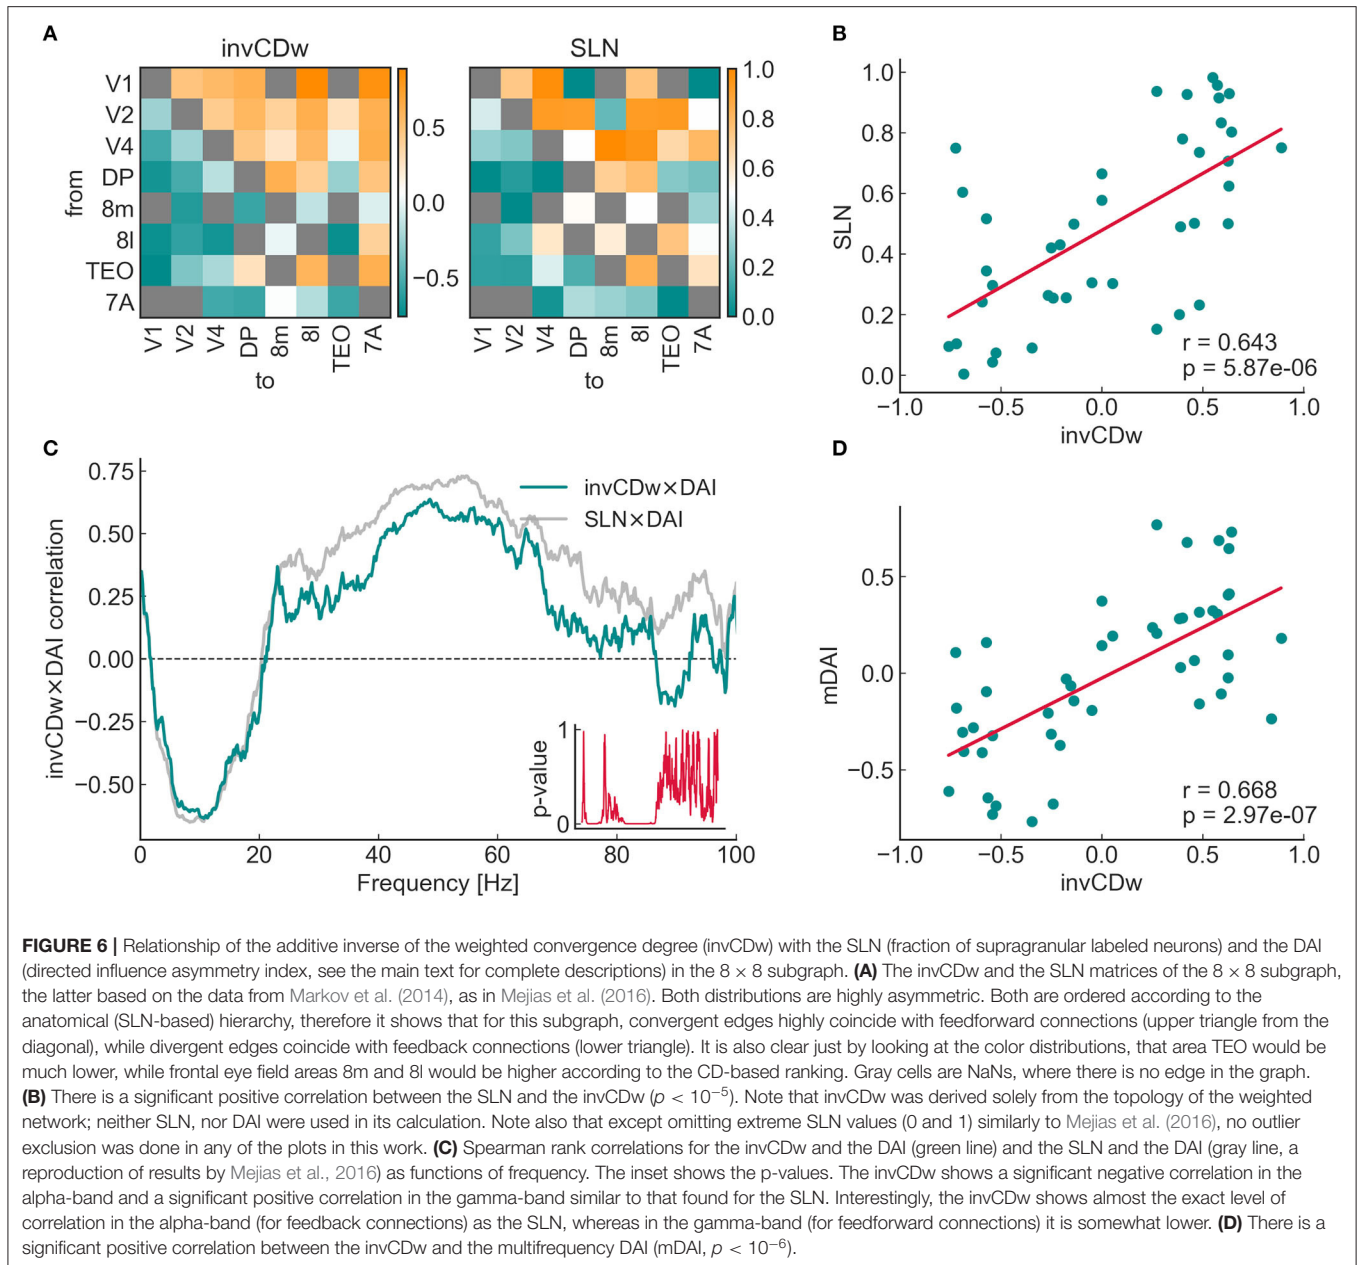 A
invCDw
SLN
V1
V2
V4
DP
8m
8l
TEO
7A
from
V1
V2
V4
DP
8m
8l
TEO
7A
to
0.5
0.0
−0.5
V1
V2
V4
DP
8m
8l
TEO
7A
to
1.0
0.8
0.6
0.4
0.2
0.0
B
1.0
0.8
0.6
0.4
0.2
0.0
SLN
r = 0.643
p = 5.87e-06
−1.0
−0.5
0.0
0.5
1.0
invCDw
C
0.75
0.50
0.25
0.00
−0.25
−0.50
invCDw×DAI correlation
invCDw×DAI
SLN×DAI
1
0
p-value
0
20
40
60
80
100
Frequency [Hz]
D
0.5
0.0
−0.5
mDAI
r = 0.668
p = 2.97e-07
−1.0
−0.5
0.0
0.5
1.0
invCDw
FIGURE 6 | Relationship of the additive inverse of the weighted convergence degree (invCDw) with the SLN (fraction of supragranular labeled neurons) and the DAI
(directed influence asymmetry index, see the main text for complete descriptions) in the 8 × 8 subgraph. (A) The invCDw and the SLN matrices of the 8 × 8 subgraph,
the latter based on the data from Markov et al. (2014), as in Mejias et al. (2016). Both distributions are highly asymmetric. Both are ordered according to the
anatomical (SLN-based) hierarchy, therefore it shows that for this subgraph, convergent edges highly coincide with feedforward connections (upper triangle from the
diagonal), while divergent edges coincide with feedback connections (lower triangle). It is also clear just by looking at the color distributions, that area TEO would be
much lower, while frontal eye field areas 8m and 8l would be higher according to the CD-based ranking. Gray cells are NaNs, where there is no edge in the graph.
(B) There is a significant positive correlation between the SLN and the invCDw (p < 10⁻⁵). Note that invCDw was derived solely from the topology of the weighted
network; neither SLN, nor DAI were used in its calculation. Note also that except omitting extreme SLN values (0 and 1) similarly to Mejias et al. (2016), no outlier
exclusion was done in any of the plots in this work. (C) Spearman rank correlations for the invCDw and the DAI (green line) and the SLN and the DAI (gray line, a
reproduction of results by Mejias et al., 2016) as functions of frequency. The inset shows the p-values. The invCDw shows a significant negative correlation in the
alpha-band and a significant positive correlation in the gamma-band similar to that found for the SLN. Interestingly, the invCDw shows almost the exact level of
correlation in the alpha-band (for feedback connections) as the SLN, whereas in the gamma-band (for feedforward connections) it is somewhat lower. (D) There is a
significant positive correlation between the invCDw and the multifrequency DAI (mDAI, p < 10⁻⁶).